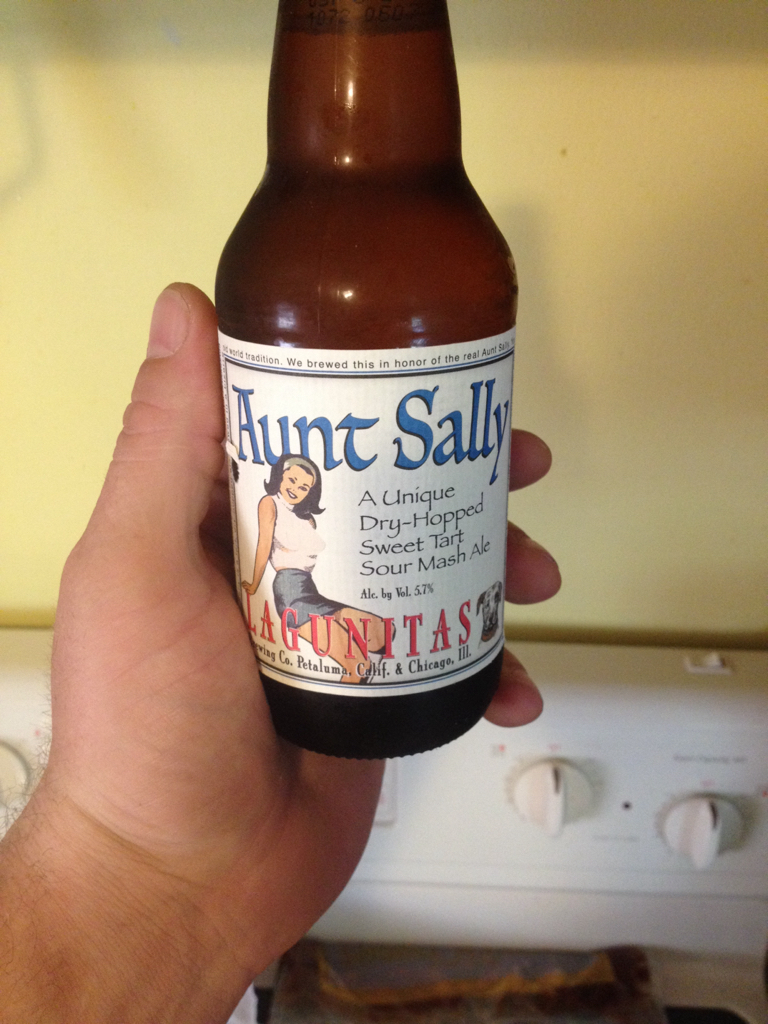 world tradition. We brewed this in honor of the real Aunt Sally,
Aunt Sally
A Unique
Dry-Hopped
Sweet Tart
Sour Mash Ale
Alc. by Vol. 5.7%
LAGUNITAS
Co. Petaluma, Calif. & Chicago, Ill.